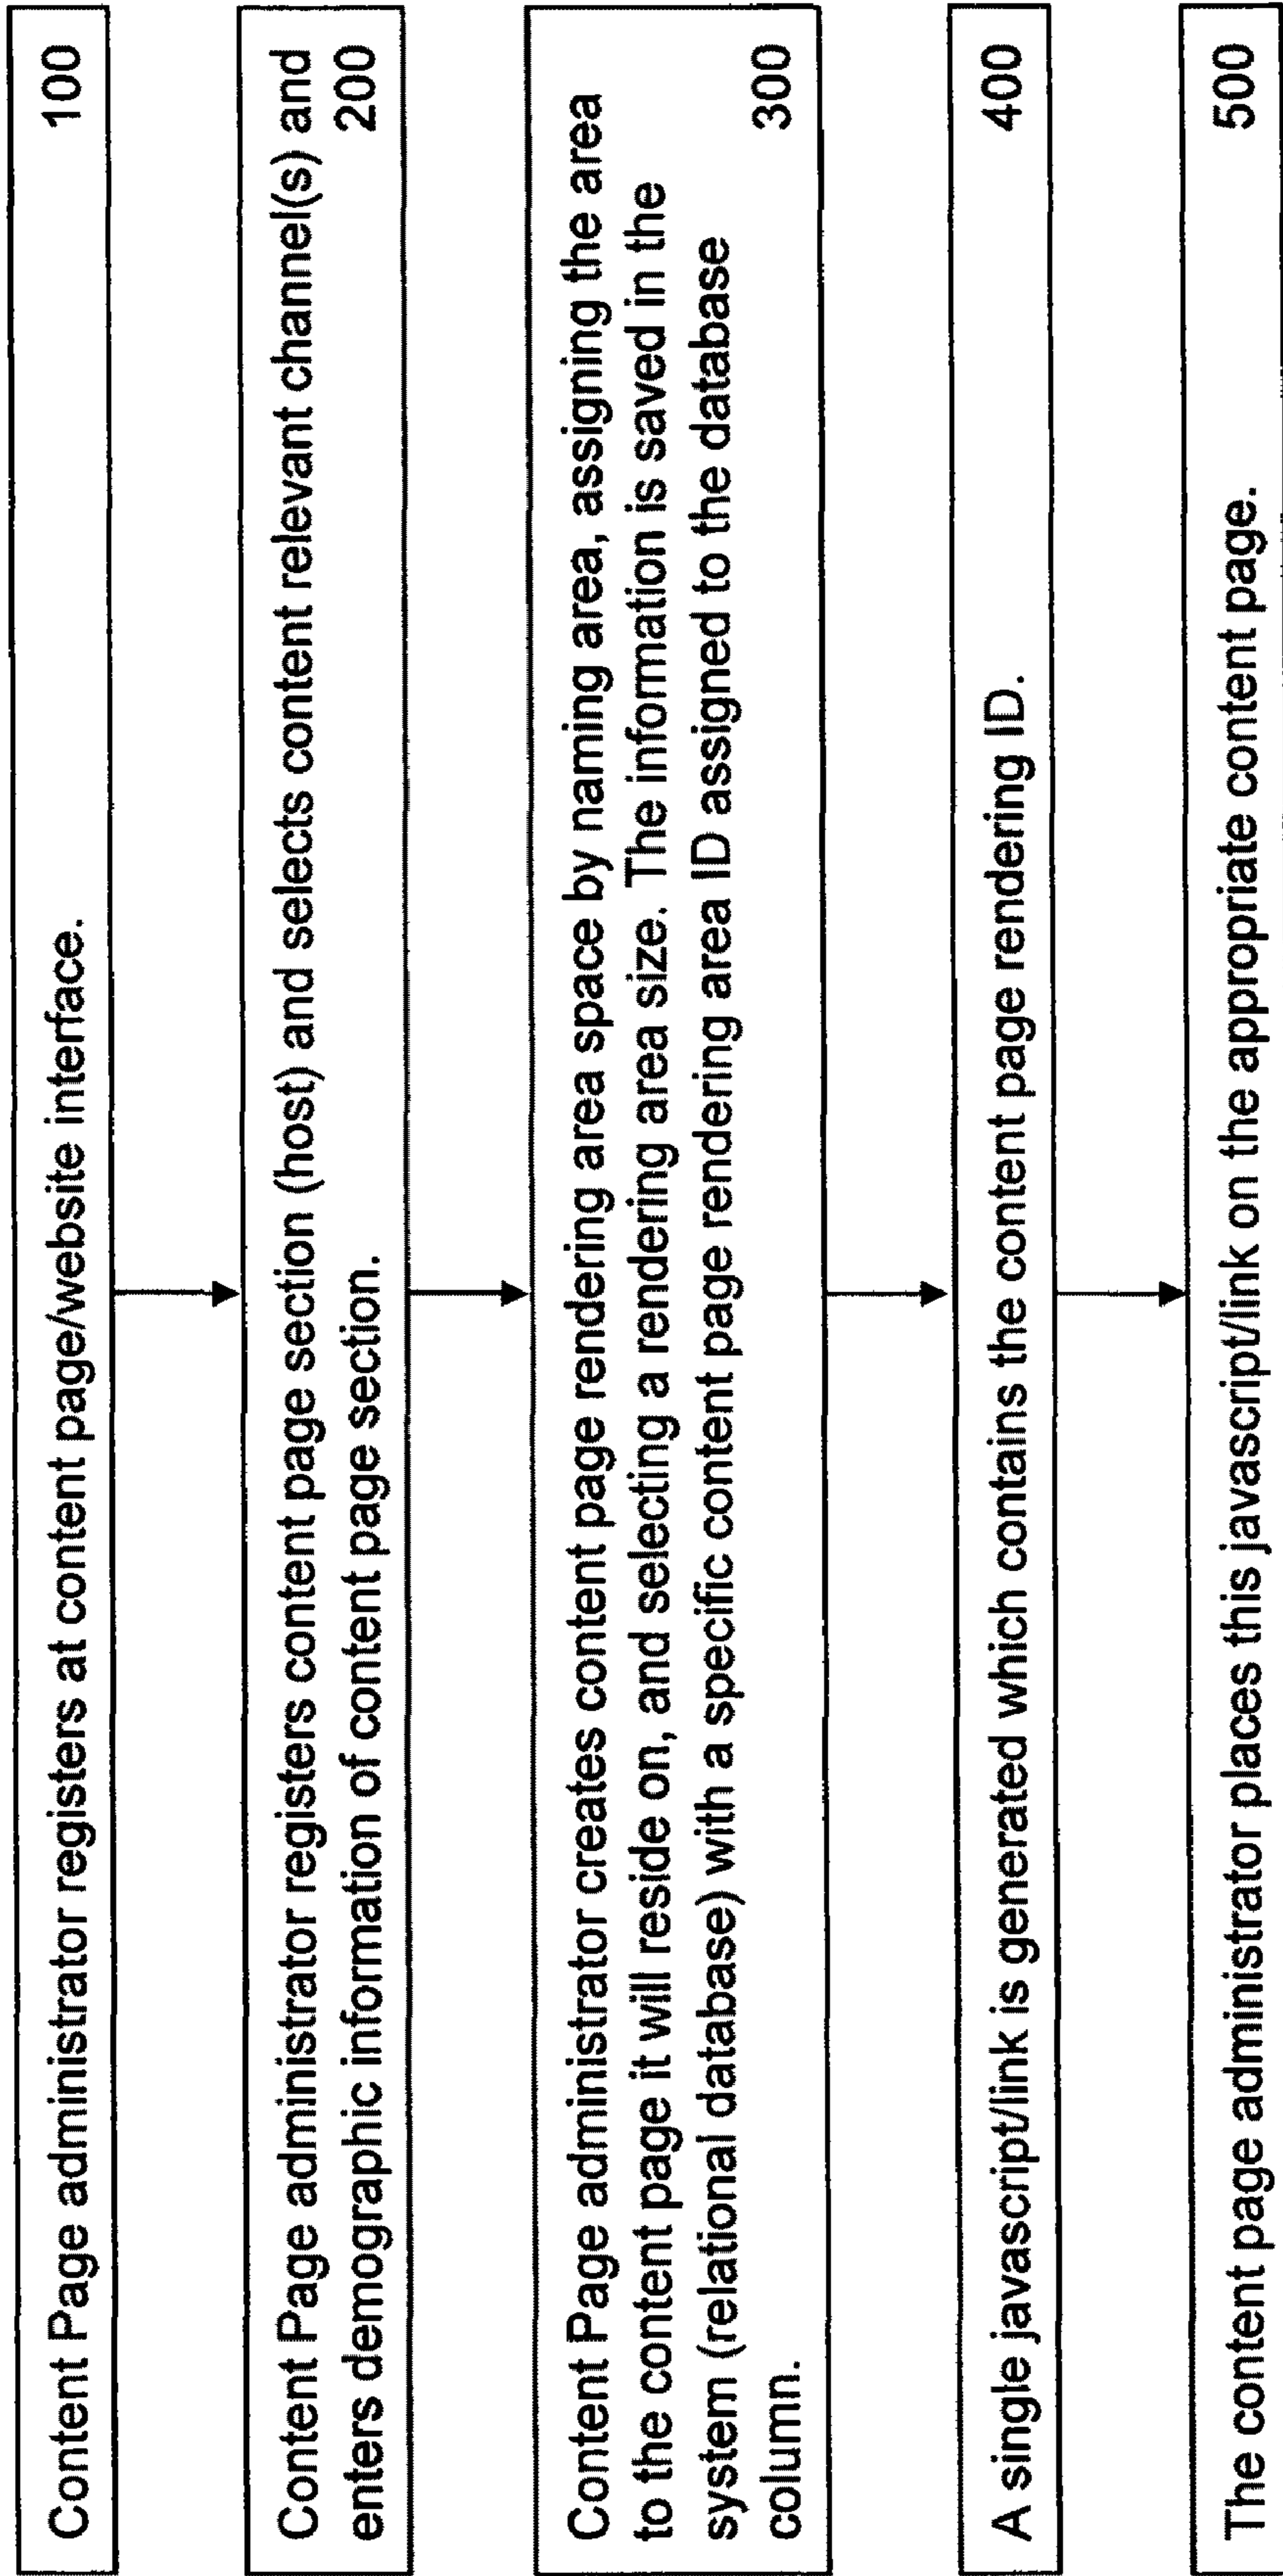 Content Page administrator registers at content page/website interface. 100
Content Page administrator registers content page section (host) and selects content relevant channel(s) and
enters demographic information of content page section. 200
Content Page administrator creates content page rendering area space by naming area, assigning the area
to the content page it will reside on, and selecting a rendering area size. The information is saved in the
system (relational database) with a specific content page rendering area ID assigned to the database
column. 300
A single javascript/link is generated which contains the content page rendering ID. 400
The content page administrator places this javascript/link on the appropriate content page. 500